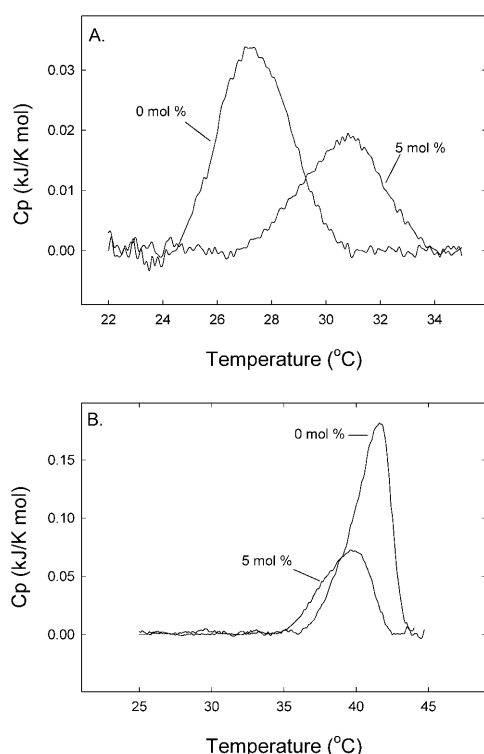 A.
0.03
0 mol %
0.02
5 mol %
Cp (kJ/K mol)
0.01
0.00
22 24 26 28 30 32 34
Temperature (°C)
B.
0 mol %
0.15
0.10
Cp (kJ/K mol)
5 mol %
0.05
0.00
25 30 35 40 45
Temperature (°C)